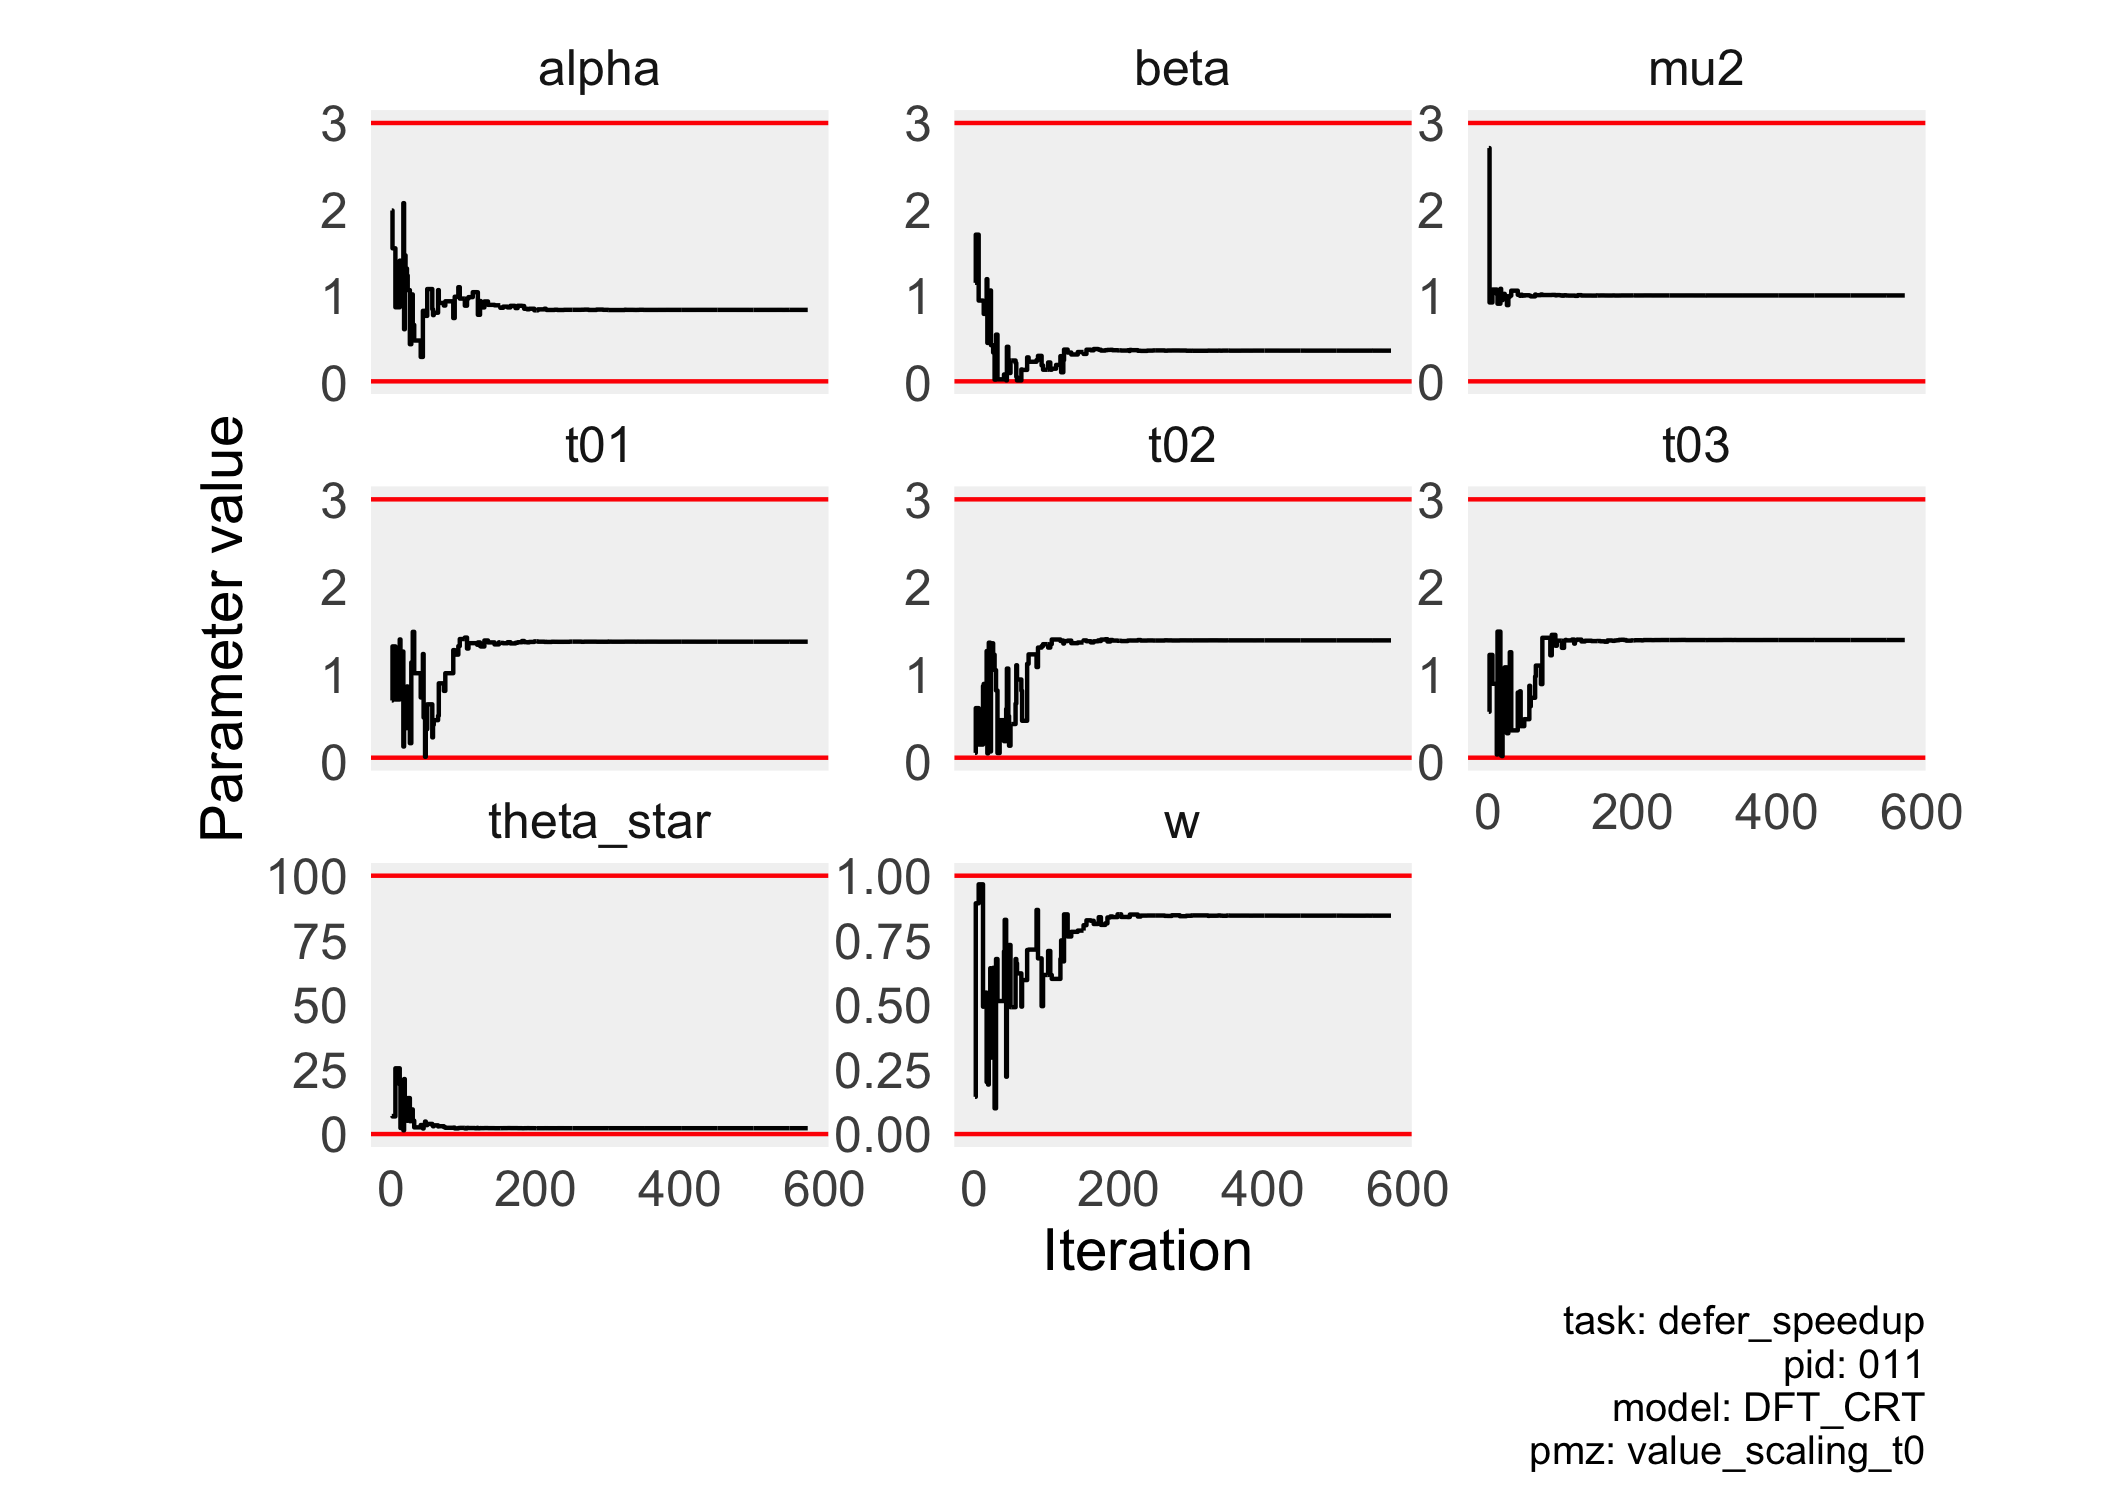 alpha
beta
mu2
3
2
1
0
3
2
1
0
3
2
1
0
t01
t02
t03
3
2
1
0
3
2
1
0
3
2
1
0
0 200 400 600
theta_star
w
100
75
50
25
0
1.00
0.75
0.50
0.25
0.00
0 200 400 600
0 200 400 600
Parameter value
Iteration
task: defer_speedup
pid: 011
model: DFT_CRT
pmz: value_scaling_t0